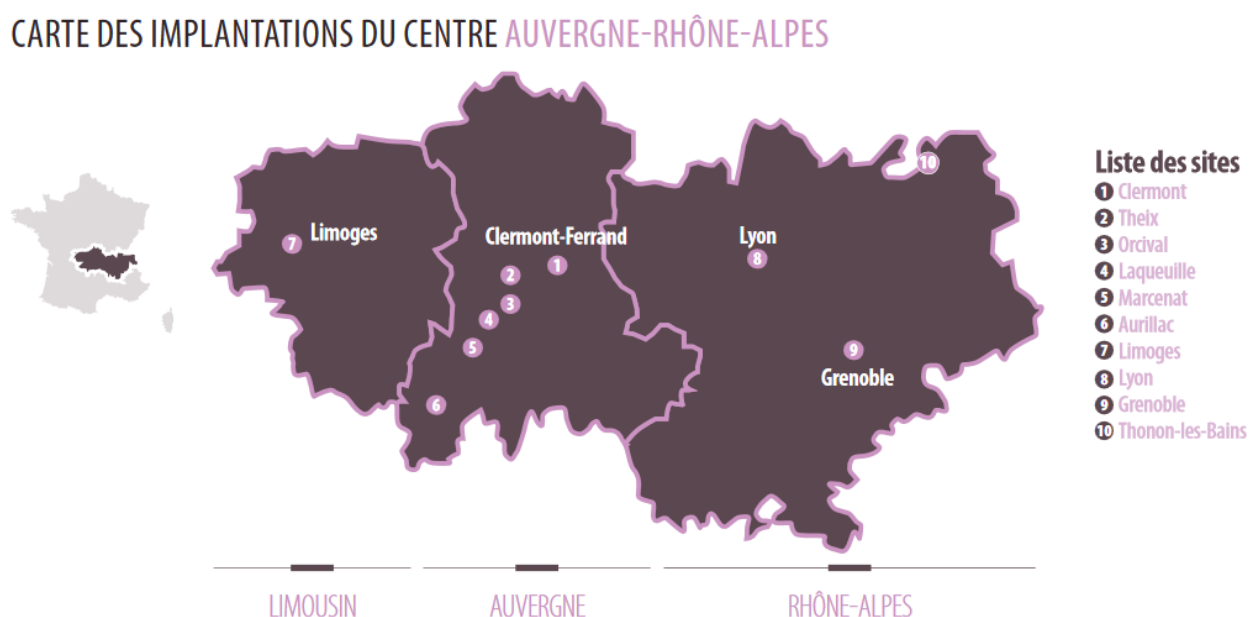 CARTE DES IMPLANTATIONS DU CENTRE AUVERGNE-RHÔNE-ALPES
Liste des sites
1 Clermont
2 Theix
3 Orcival
4 Laqueuille
5 Marcenat
6 Aurillac
7 Limoges
8 Lyon
9 Grenoble
10 Thonon-les-Bains
10
7 Limoges
Clermont-Ferrand
1
2
3
4
5
6
Lyon
8
9
Grenoble
LIMOUSIN
AUVERGNE
RHÔNE-ALPES